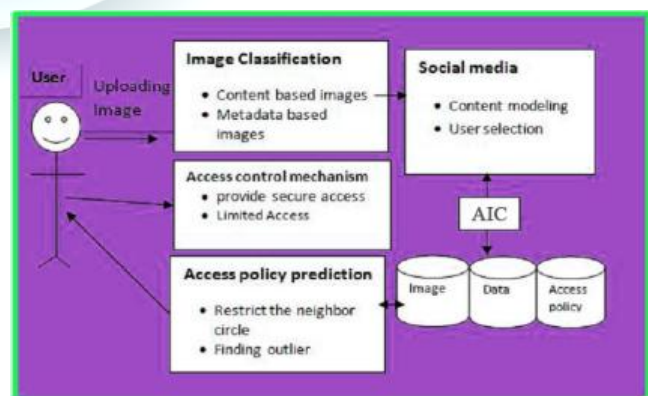 User
Uploading
Image
Image Classification
• Content based images
• Metadata based
images
Social media
• Content modeling
• User selection
Access control mechanism
• provide secure access
• Limited Access
AIC
Access policy prediction
• Restrict the neighbor
circle
• Finding outlier
Image
Data
Access
policy